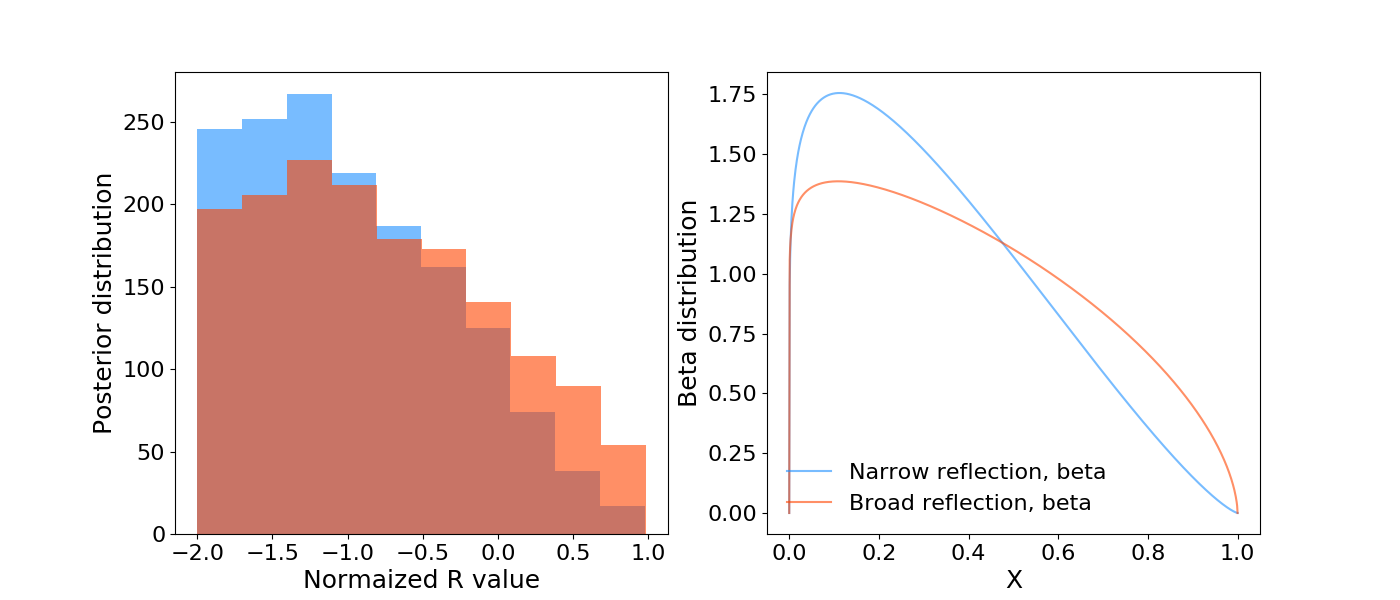 Posterior distribution
250
200
150
100
50
0
−2.0 −1.5 −1.0 −0.5 0.0 0.5 1.0
Normaized R value
Beta distribution
1.75
1.50
1.25
1.00
0.75
0.50
0.25
0.00
Narrow reflection, beta
Broad reflection, beta
0.0 0.2 0.4 0.6 0.8 1.0
X